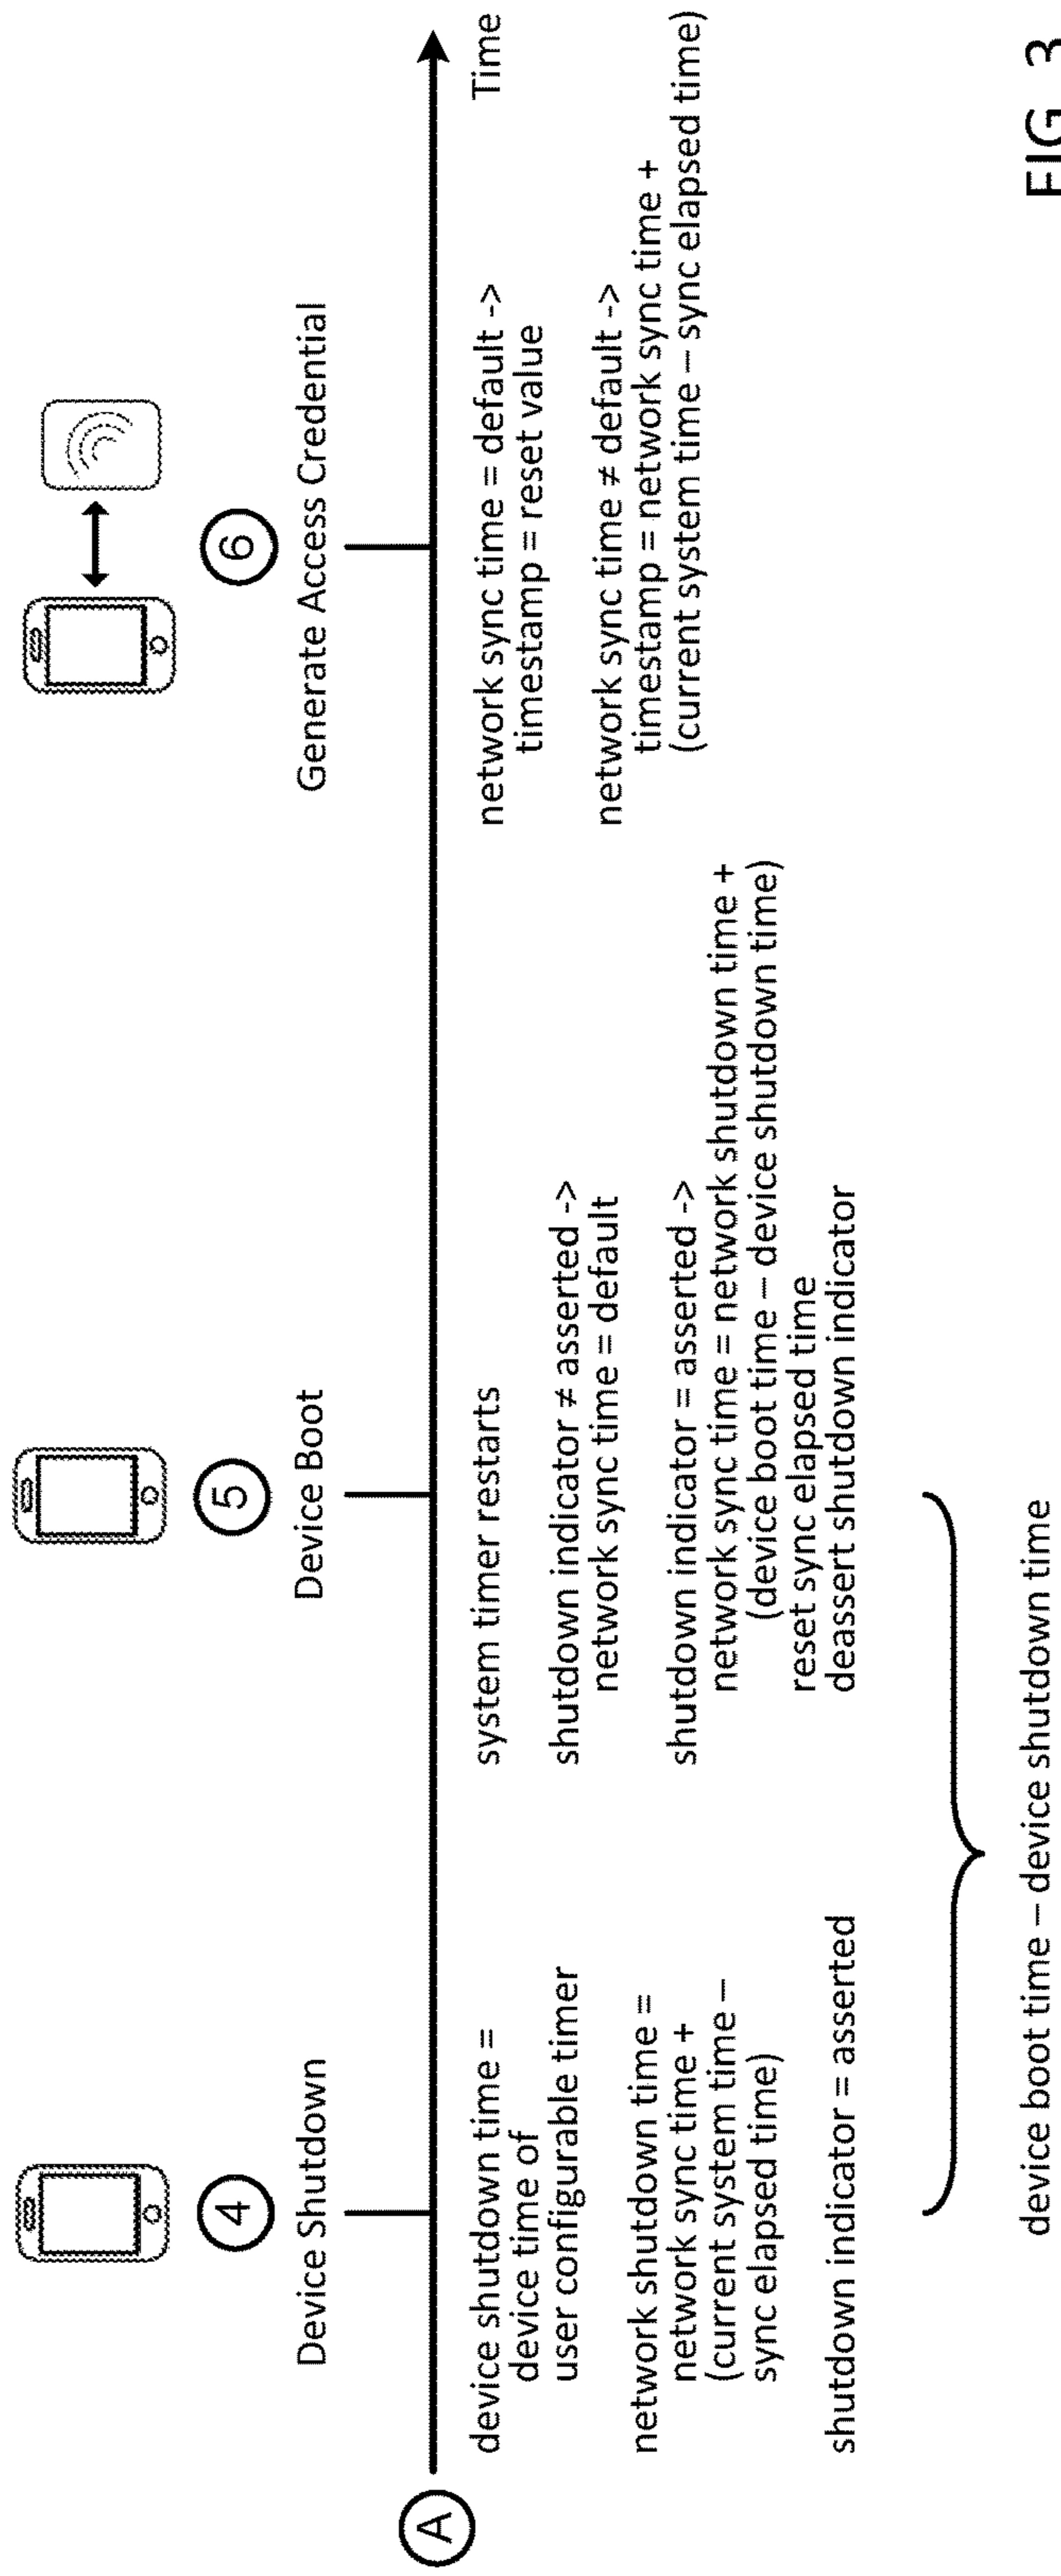 A
4
Device Shutdown
device shutdown time =
device time of
user configurable timer
network shutdown time =
network sync time +
(current system time –
sync elapsed time)
shutdown indicator = asserted
5
Device Boot
system timer restarts
shutdown indicator ≠ asserted ->
network sync time = default
shutdown indicator = asserted ->
network sync time = network shutdown time +
(device boot time – device shutdown time)
reset sync elapsed time
deassert shutdown indicator
device boot time – device shutdown time
6
Generate Access Credential
network sync time = default ->
timestamp = reset value
network sync time ≠ default ->
timestamp = network sync time +
(current system time – sync elapsed time)
Time
FIG. 3